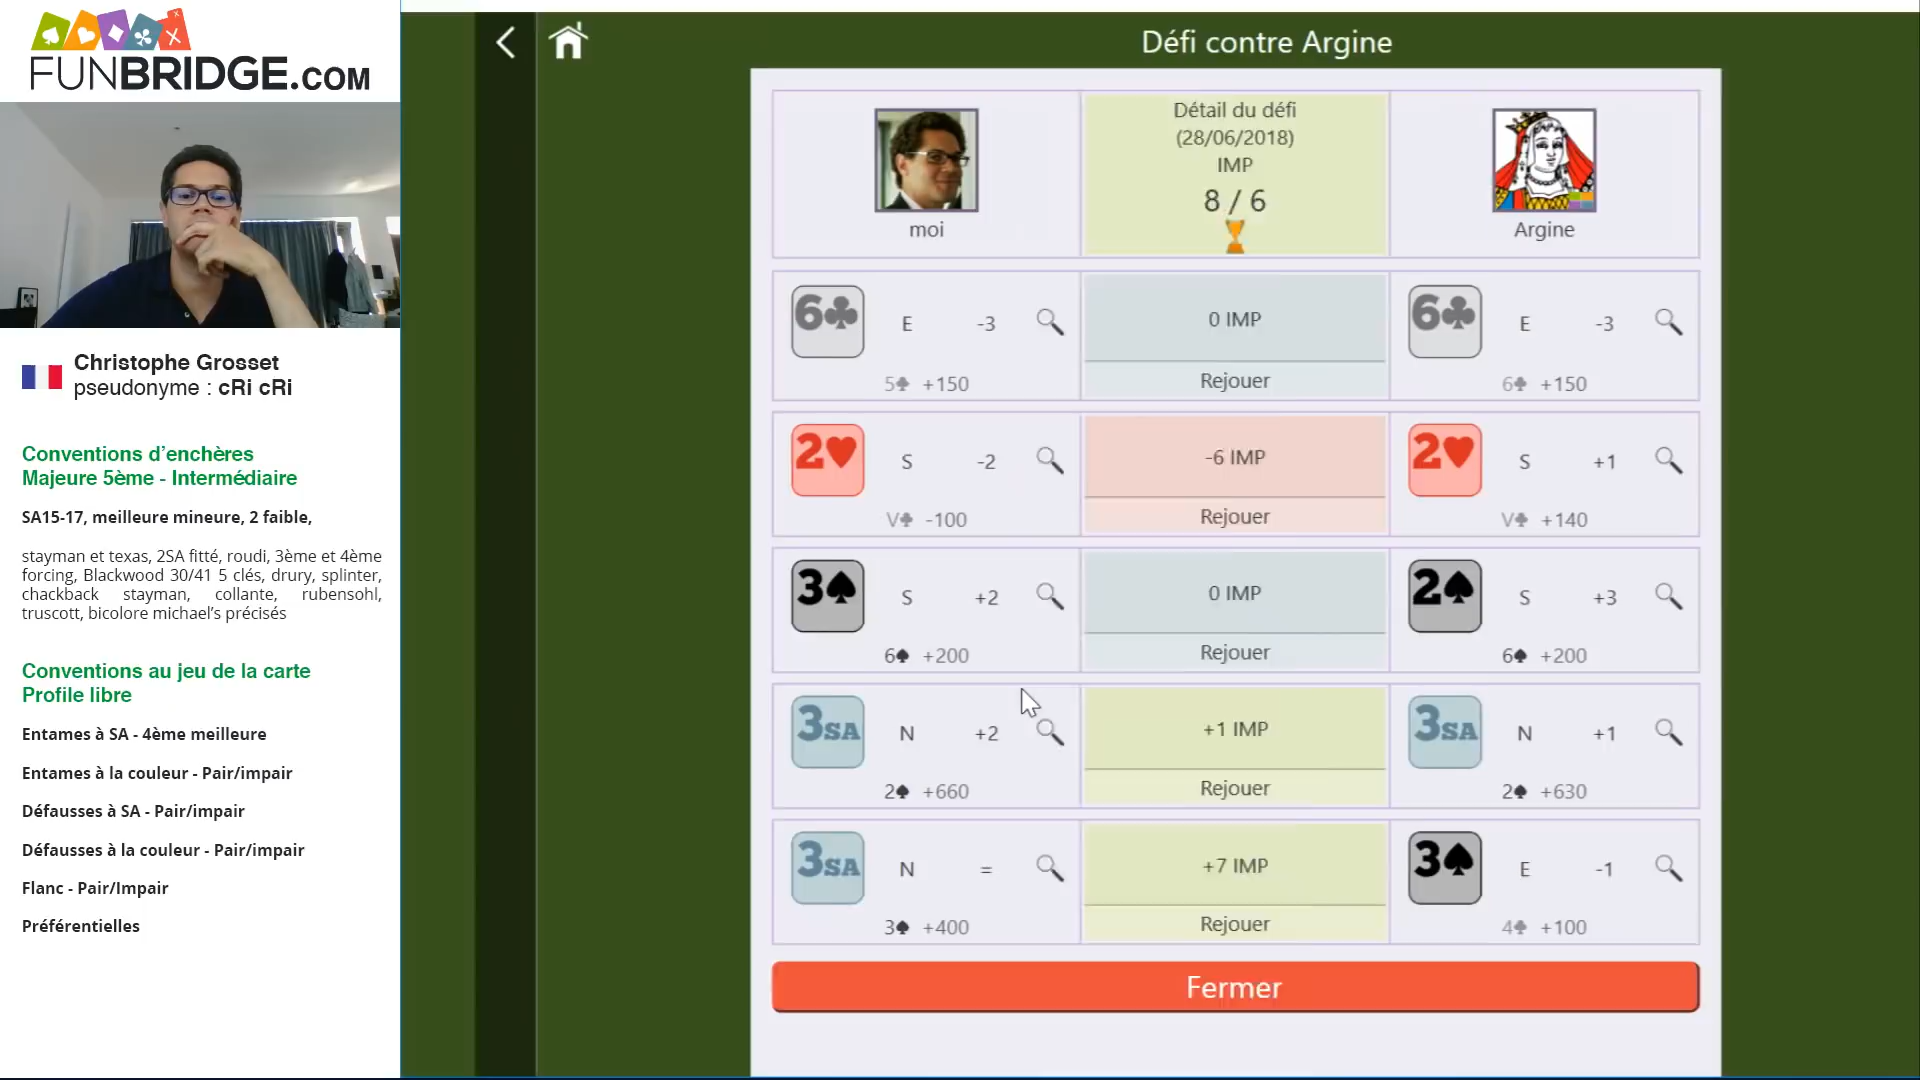 FUNBRIDGE.COM
Christophe Grosset
pseudonyme : cRi cRi
Conventions d'enchères
Majeure 5ème - Intermédiaire
SA15-17, meilleure mineure, 2 faible,
stayman et texas, 2SA fitté, roudi, 3ème et 4ème
forcing, Blackwood 30/41 5 clés, drury, splinter,
chackback stayman, collante, rubensohl,
truscott, bicolore michael's précisés
Conventions au jeu de la carte
Profile libre
Entames à SA - 4ème meilleure
Entames à la couleur - Pair/impair
Défausses à SA - Pair/impair
Défausses à la couleur - Pair/impair
Flanc - Pair/Impair
Préférentielles
Défi contre Argine
moi
Détail du défi
(28/06/2018)
IMP
8 / 6
Argine
6♣ E -3
5♣ +150
0 IMP
Rejouer
6♣ E -3
6♣ +150
2♥ S -2
V♣ -100
-6 IMP
Rejouer
2♥ S +1
V♣ +140
3♠ S +2
6♠ +200
0 IMP
Rejouer
2♠ S +3
6♠ +200
3SA N +2
2♠ +660
+1 IMP
Rejouer
3SA N +1
2♠ +630
3SA N =
3♠ +400
+7 IMP
Rejouer
3♠ E -1
4♣ +100
Fermer